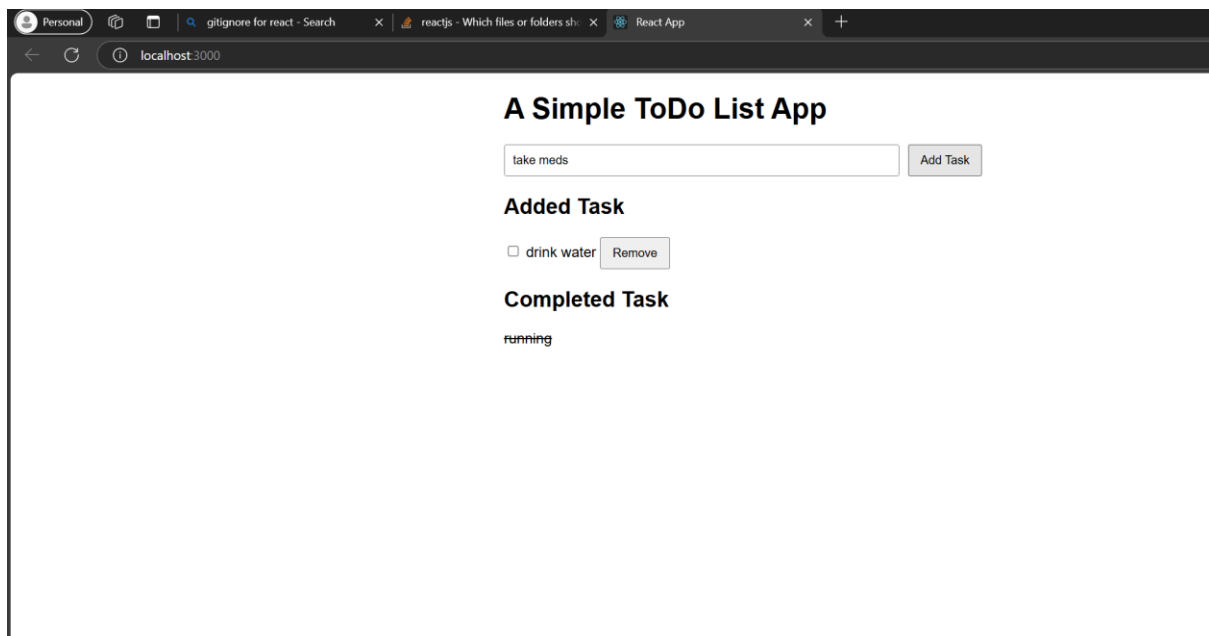 Personal
gitignore for react - Search
reactjs - Which files or folders sho
React App
localhost:3000
A Simple ToDo List App
take meds Add Task
Added Task
drink water Remove
Completed Task
running